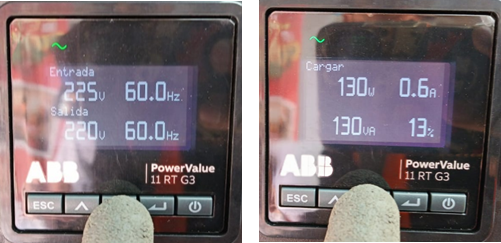 Entrada
225V 60.0Hz
Salida
220V 60.0Hz
ABB
PowerValue
11 RT G3
ESC
Cargar
130W 0.6A
130VA 13%
ABB
PowerValue
11 RT G3
ESC